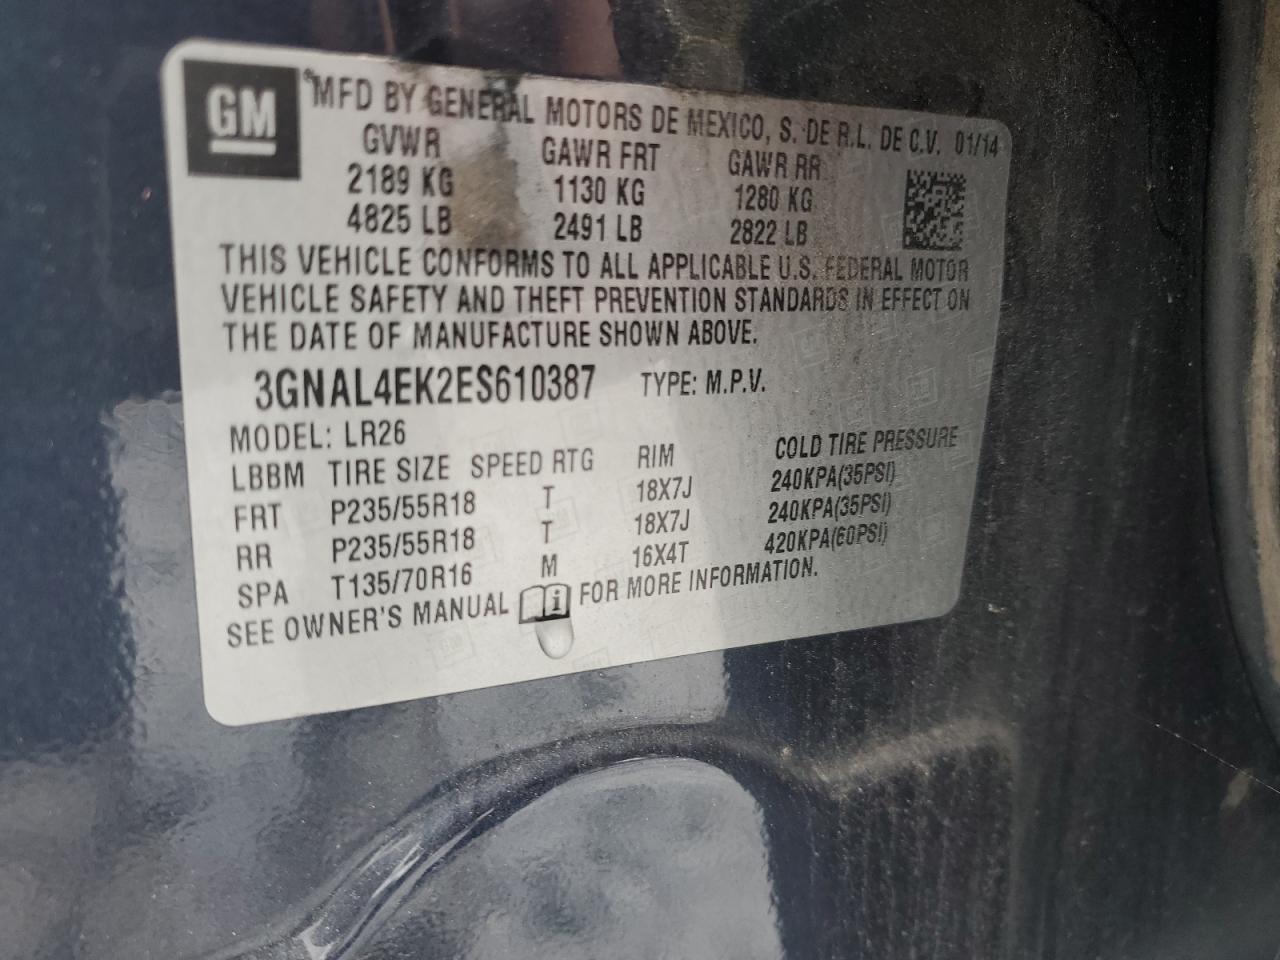 GM
MFD BY GENERAL MOTORS DE MEXICO, S. DE R.L. DE C.V. 01/14
GVWR GAWR FRT GAWR RR
2189 KG 1130 KG 1280 KG
4825 LB 2491 LB 2822 LB
THIS VEHICLE CONFORMS TO ALL APPLICABLE U.S. FEDERAL MOTOR
VEHICLE SAFETY AND THEFT PREVENTION STANDARDS IN EFFECT ON
THE DATE OF MANUFACTURE SHOWN ABOVE.
3GNAL4EK2ES610387 TYPE: M.P.V.
MODEL: LR26
LBBM TIRE SIZE SPEED RTG RIM COLD TIRE PRESSURE
FRT P235/55R18 T 18X7J 240KPA(35PSI)
RR P235/55R18 T 18X7J 240KPA(35PSI)
SPA T135/70R16 M 16X4T 420KPA(60PSI)
SEE OWNER'S MANUAL i FOR MORE INFORMATION.